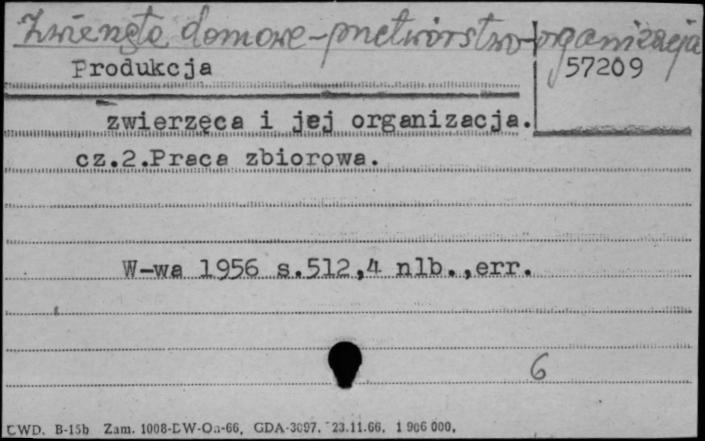 Zwierzęta domowe-przetwórstwo-organizacja
Produkcja 57209
zwierzęca i jej organizacja.
cz.2.Praca zbiorowa.
W-wa 1956 s.512,4 nlb.,err.
6
CWD. B-15b Zam. 1008-DW-Oa-66, GDA-3097. 23.11.66. 1 906 000,